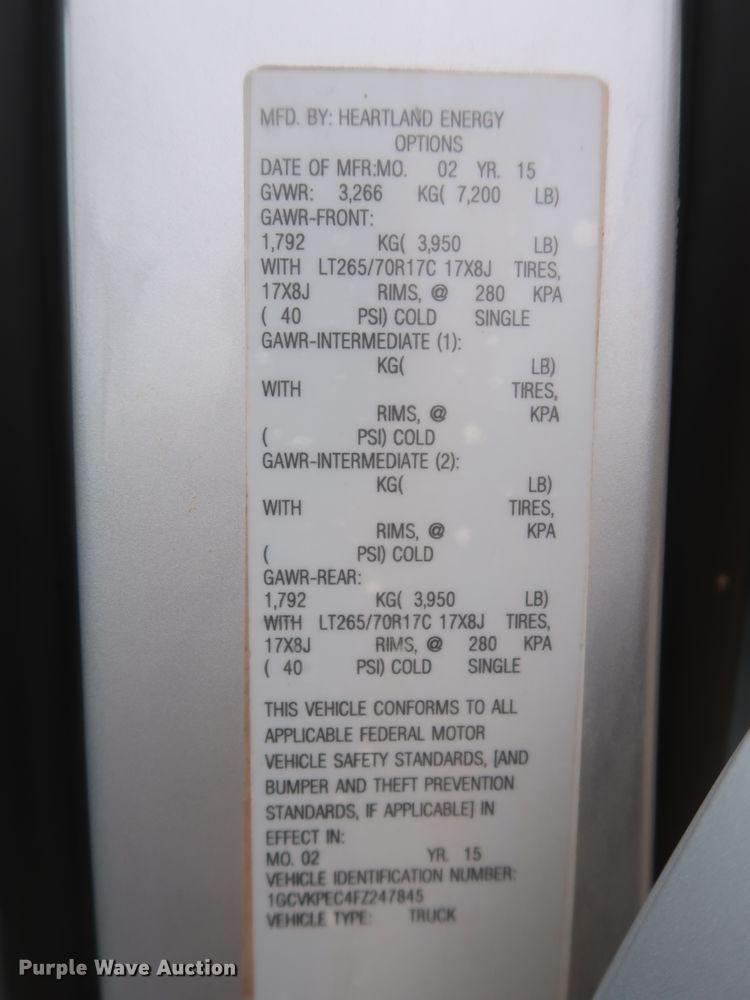 MFD. BY: HEARTLAND ENERGY
OPTIONS
DATE OF MFR:MO. 02 YR. 15
GVWR: 3,266 KG( 7,200 LB)
GAWR-FRONT:
1,792 KG( 3,950 LB)
WITH LT265/70R17C 17X8J TIRES,
17X8J RIMS, @ 280 KPA
( 40 PSI) COLD SINGLE
GAWR-INTERMEDIATE (1):
KG( LB)
WITH TIRES,
RIMS, @ KPA
( PSI) COLD
GAWR-INTERMEDIATE (2):
KG( LB)
WITH TIRES,
RIMS, @ KPA
( PSI) COLD
GAWR-REAR:
1,792 KG( 3,950 LB)
WITH LT265/70R17C 17X8J TIRES,
17X8J RIMS, @ 280 KPA
( 40 PSI) COLD SINGLE
THIS VEHICLE CONFORMS TO ALL
APPLICABLE FEDERAL MOTOR
VEHICLE SAFETY STANDARDS, [AND
BUMPER AND THEFT PREVENTION
STANDARDS, IF APPLICABLE] IN
EFFECT IN:
MO. 02 YR. 15
VEHICLE IDENTIFICATION NUMBER:
1GCVKPEC4FZ247845
VEHICLE TYPE: TRUCK
Purple Wave Auction